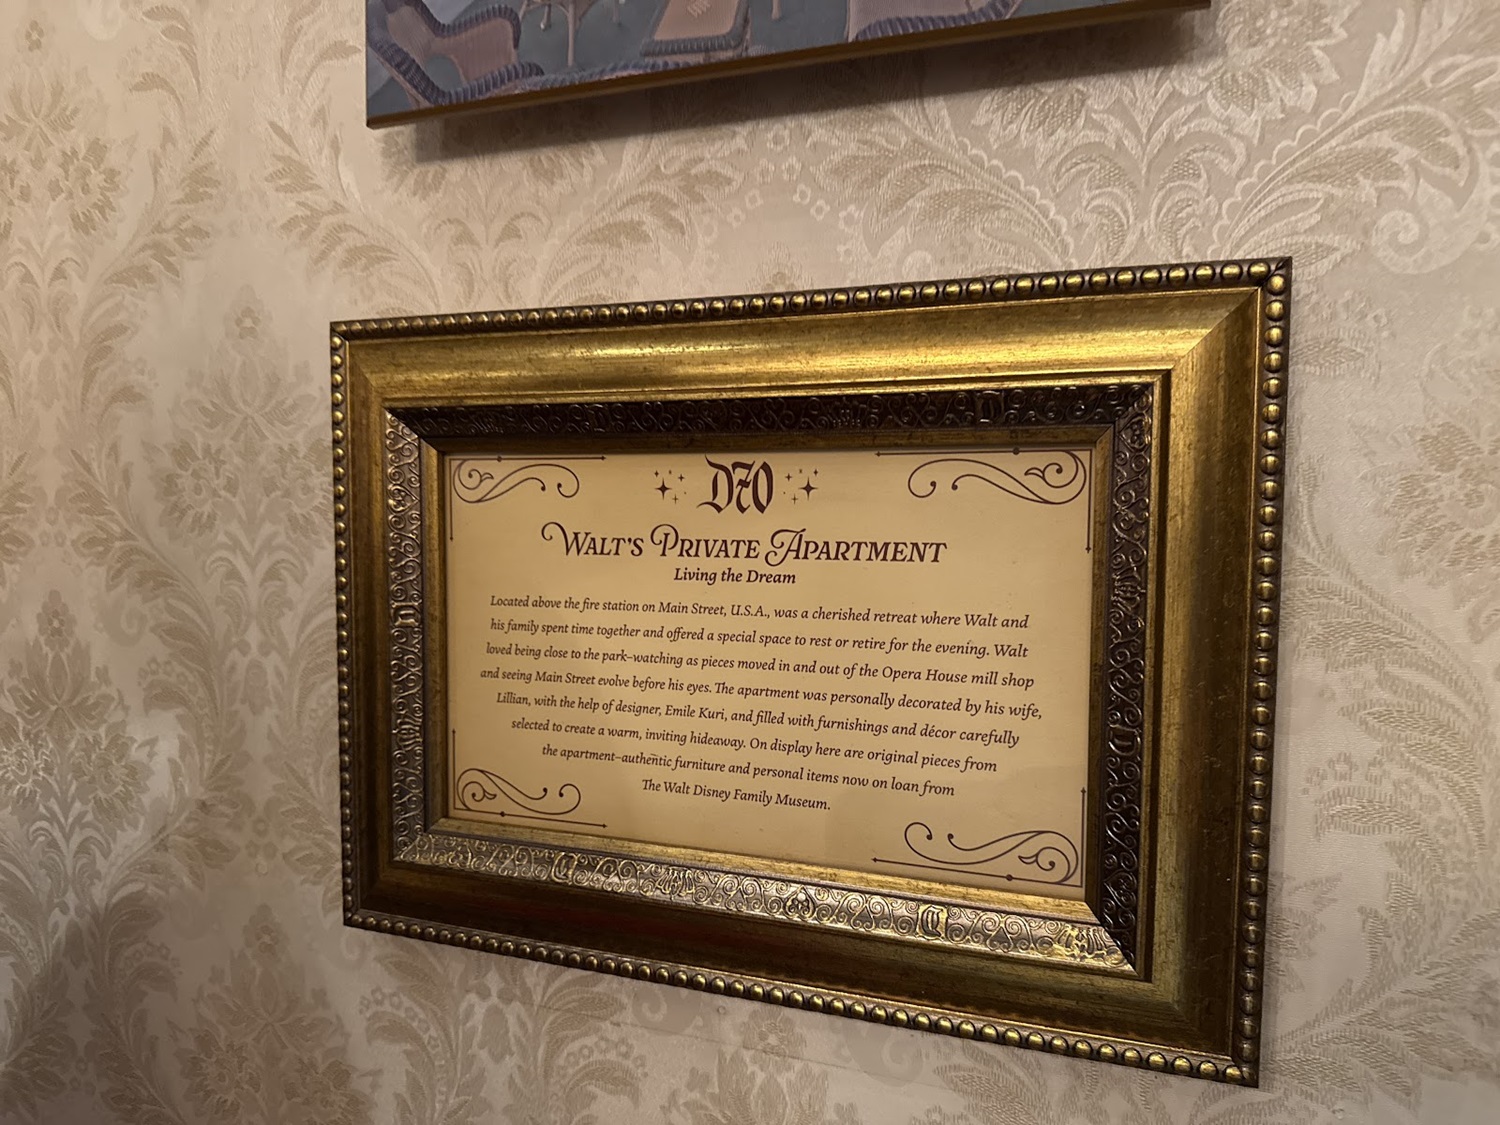 D70
WALT'S PRIVATE APARTMENT
Living the Dream
Located above the fire station on Main Street, U.S.A., was a cherished retreat where Walt and
his family spent time together and offered a special space to rest or retire for the evening. Walt
loved being close to the park–watching as pieces moved in and out of the Opera House mill shop
and seeing Main Street evolve before his eyes. The apartment was personally decorated by his wife,
Lillian, with the help of designer, Emile Kuri, and filled with furnishings and décor carefully
selected to create a warm, inviting hideaway. On display here are original pieces from
the apartment–authentic furniture and personal items now on loan from
The Walt Disney Family Museum.